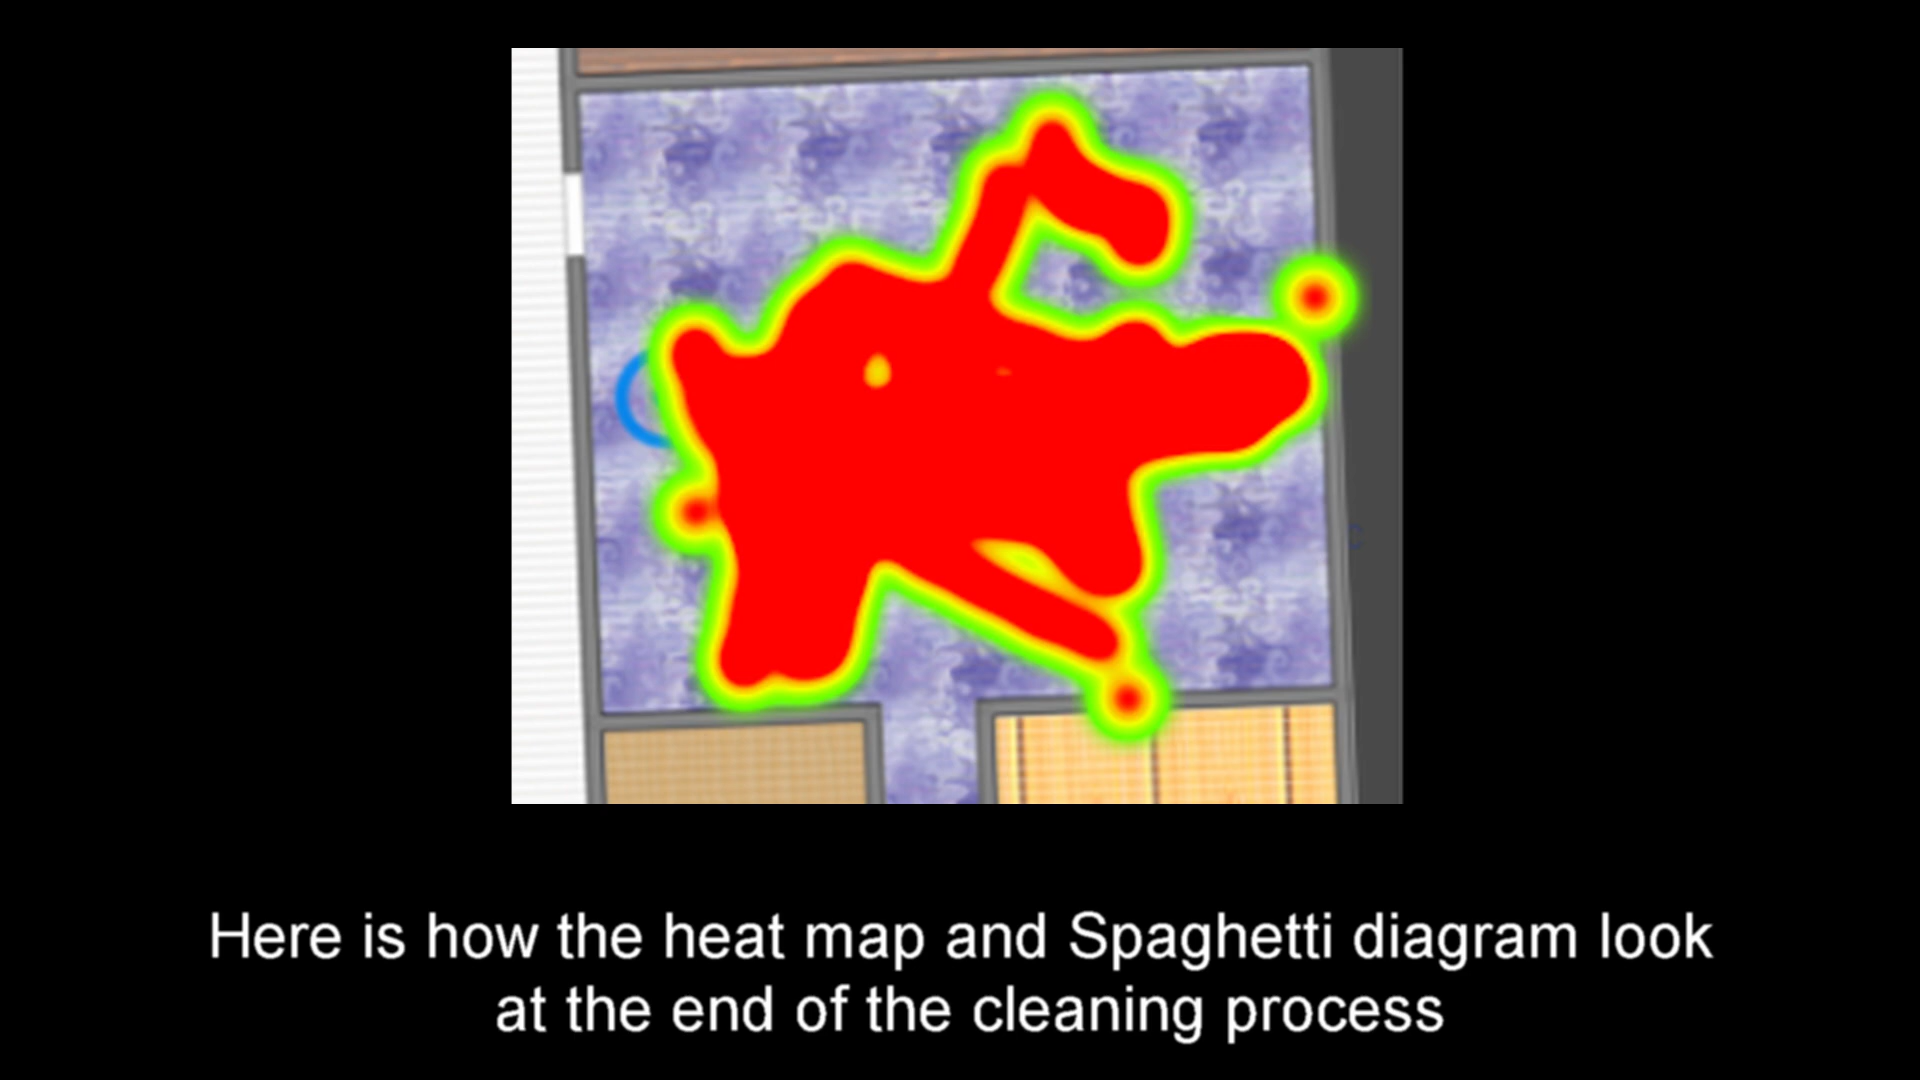 Here is how the heat map and Spaghetti diagram look
at the end of the cleaning process